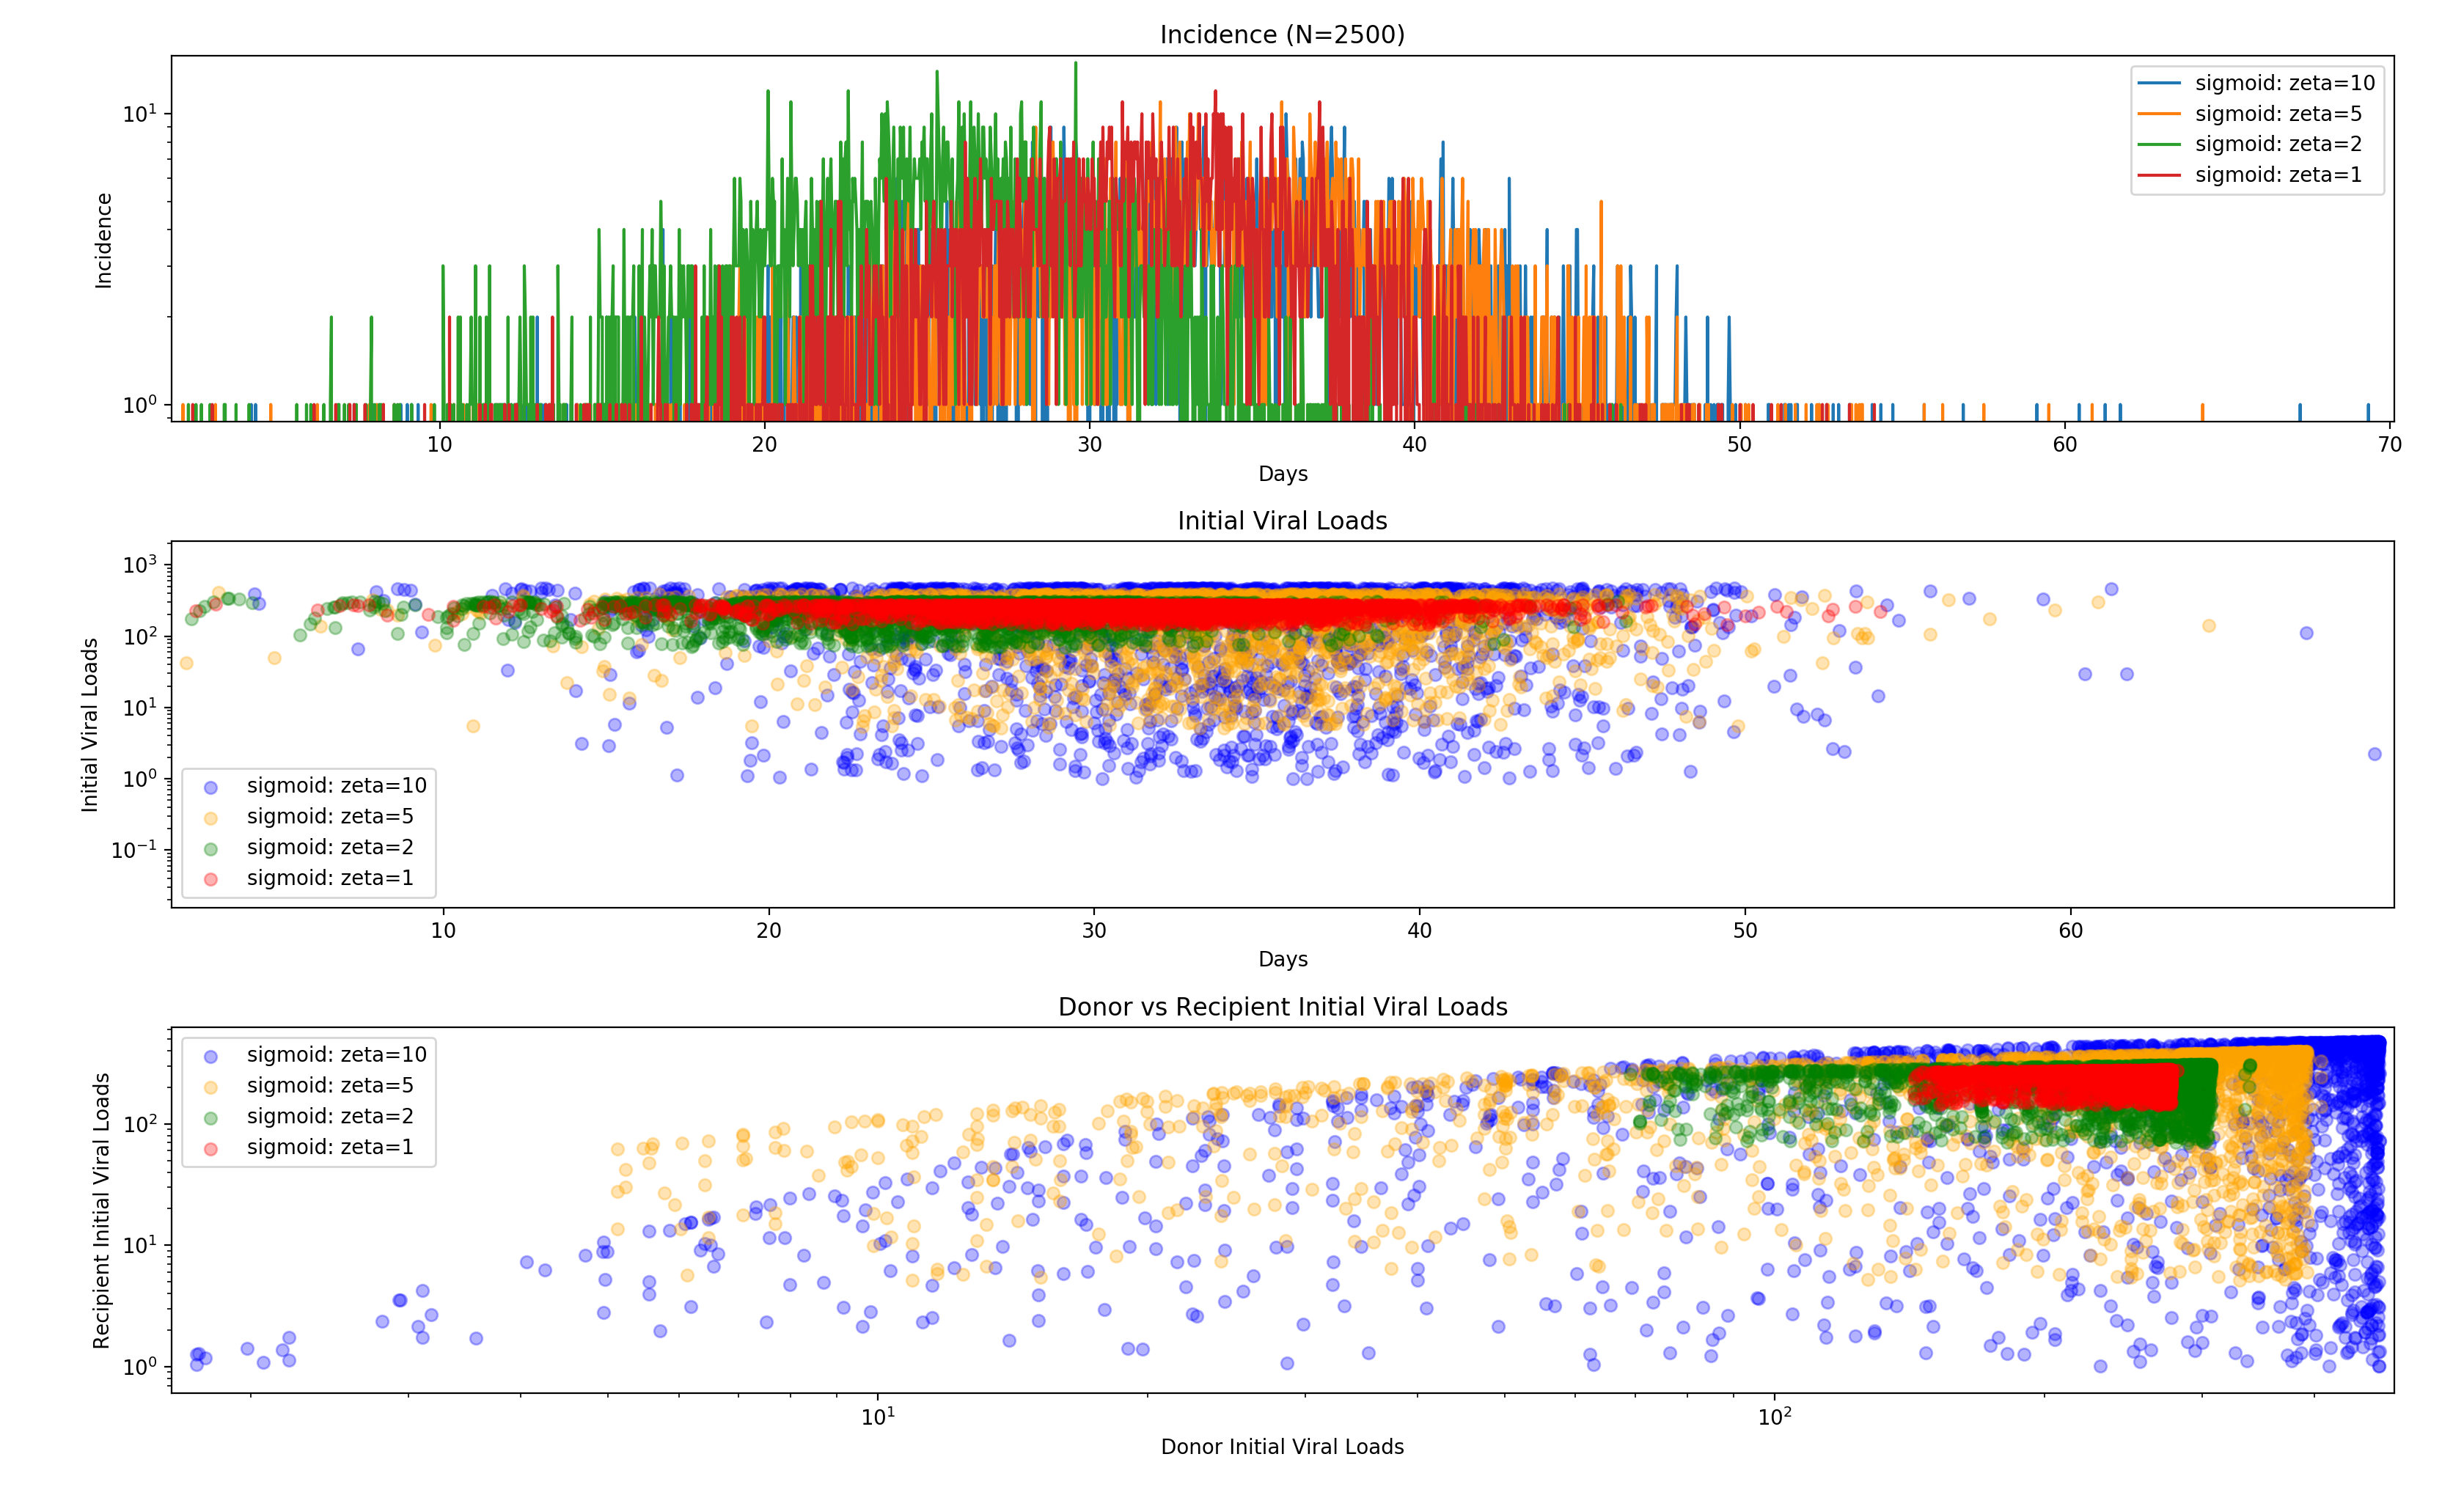 Incidence (N=2500)
Incidence
10¹
10⁰
sigmoid: zeta=10
sigmoid: zeta=5
sigmoid: zeta=2
sigmoid: zeta=1
10 20 30 40 50 60 70
Days
Initial Viral Loads
Initial Viral Loads
10³
10²
10¹
10⁰
10⁻¹
sigmoid: zeta=10
sigmoid: zeta=5
sigmoid: zeta=2
sigmoid: zeta=1
10 20 30 40 50 60
Days
Donor vs Recipient Initial Viral Loads
Recipient Initial Viral Loads
10²
10¹
10⁰
sigmoid: zeta=10
sigmoid: zeta=5
sigmoid: zeta=2
sigmoid: zeta=1
10¹ 10²
Donor Initial Viral Loads